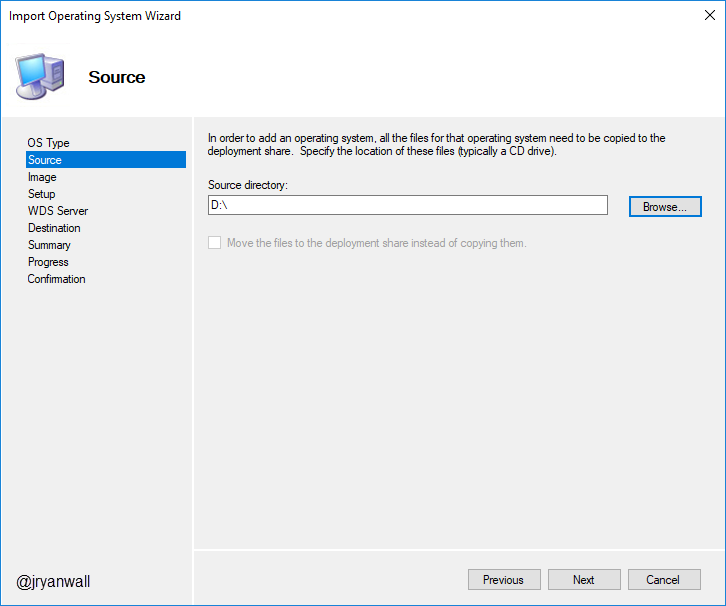 Import Operating System Wizard
Source
OS Type
Source
Image
Setup
WDS Server
Destination
Summary
Progress
Confirmation
In order to add an operating system, all the files for that operating system need to be copied to the
deployment share.  Specify the location of these files (typically a CD drive).
Source directory:
D:\
Browse...
Move the files to the deployment share instead of copying them.
@jryanwall
Previous
Next
Cancel